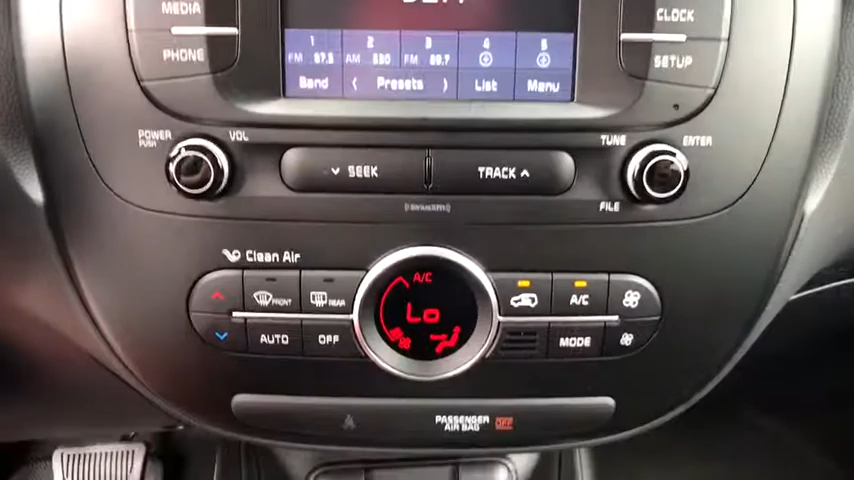 MEDIA
CLOCK
PHONE
SETUP
1 2 3 4 5
FM 87.5 AM 530 FM 89.7
Band Presets List Menu
POWER PUSH VOL
SEEK TRACK
TUNE ENTER
FILE
SIRIUSXM
Clean Air
A/C
FRONT REAR
A/C
Lo
AUTO OFF
MODE
PASSENGER AIR BAG OFF